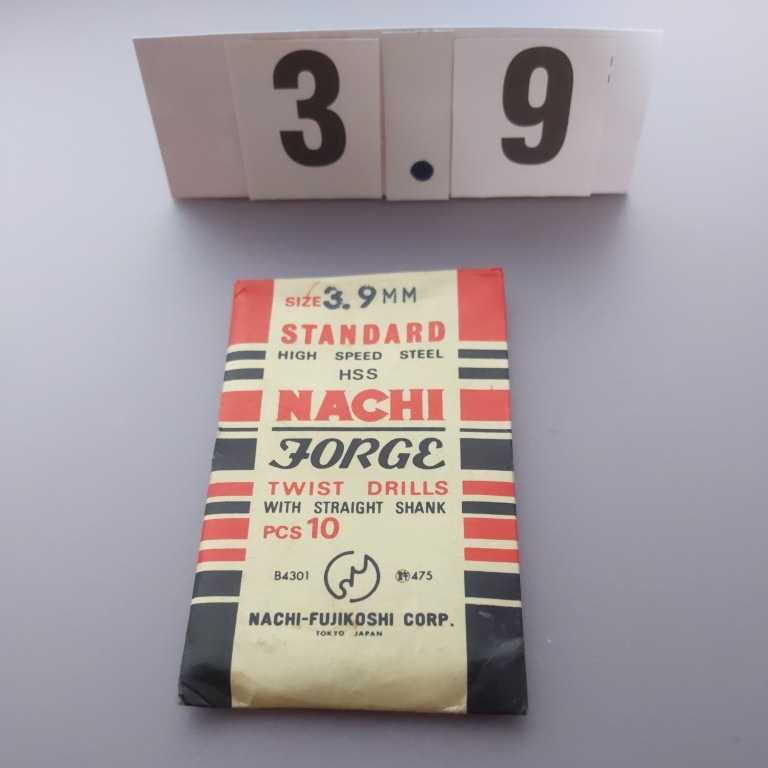 3.9
SIZE 3.9 MM
STANDARD
HIGH SPEED STEEL
HSS
NACHI
FORGE
TWIST DRILLS
WITH STRAIGHT SHANK
PCS 10
B4301 475
NACHI-FUJIKOSHI CORP.
TOKYO JAPAN